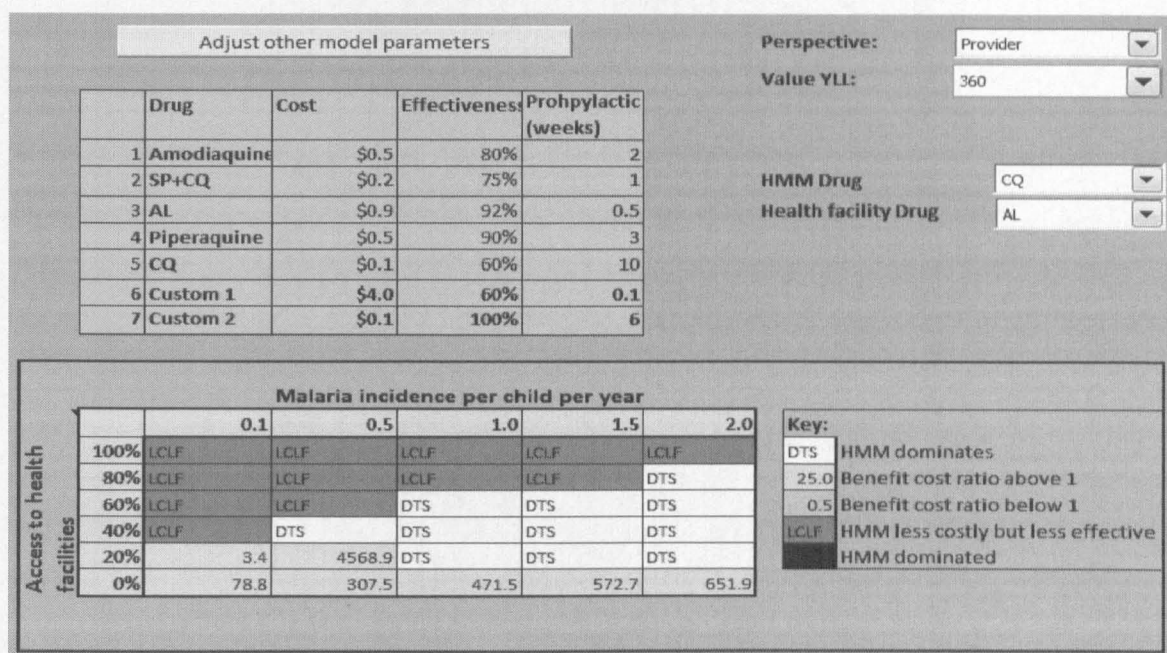 Adjust other model parameters
Perspective: Provider
Value YLL: 360
Drug Cost Effectiveness Prohpylactic (weeks)
1 Amodiaquine $0.5 80% 2
2 SP+CQ $0.2 75% 1
3 AL $0.9 92% 0.5
4 Piperaquine $0.5 90% 3
5 CQ $0.1 60% 10
6 Custom 1 $4.0 60% 0.1
7 Custom 2 $0.1 100% 6
HMM Drug CQ
Health facility Drug AL
Malaria incidence per child per year
0.1 0.5 1.0 1.5 2.0
Access to health facilities
100% LCLF LCLF LCLF LCLF LCLF
80% LCLF LCLF LCLF LCLF DTS
60% LCLF LCLF DTS DTS DTS
40% LCLF DTS DTS DTS DTS
20% 3.4 4568.9 DTS DTS DTS
0% 78.8 307.5 471.5 572.7 651.9
Key:
DTS HMM dominates
25.0 Benefit cost ratio above 1
0.5 Benefit cost ratio below 1
LCLF HMM less costly but less effective
HMM dominated